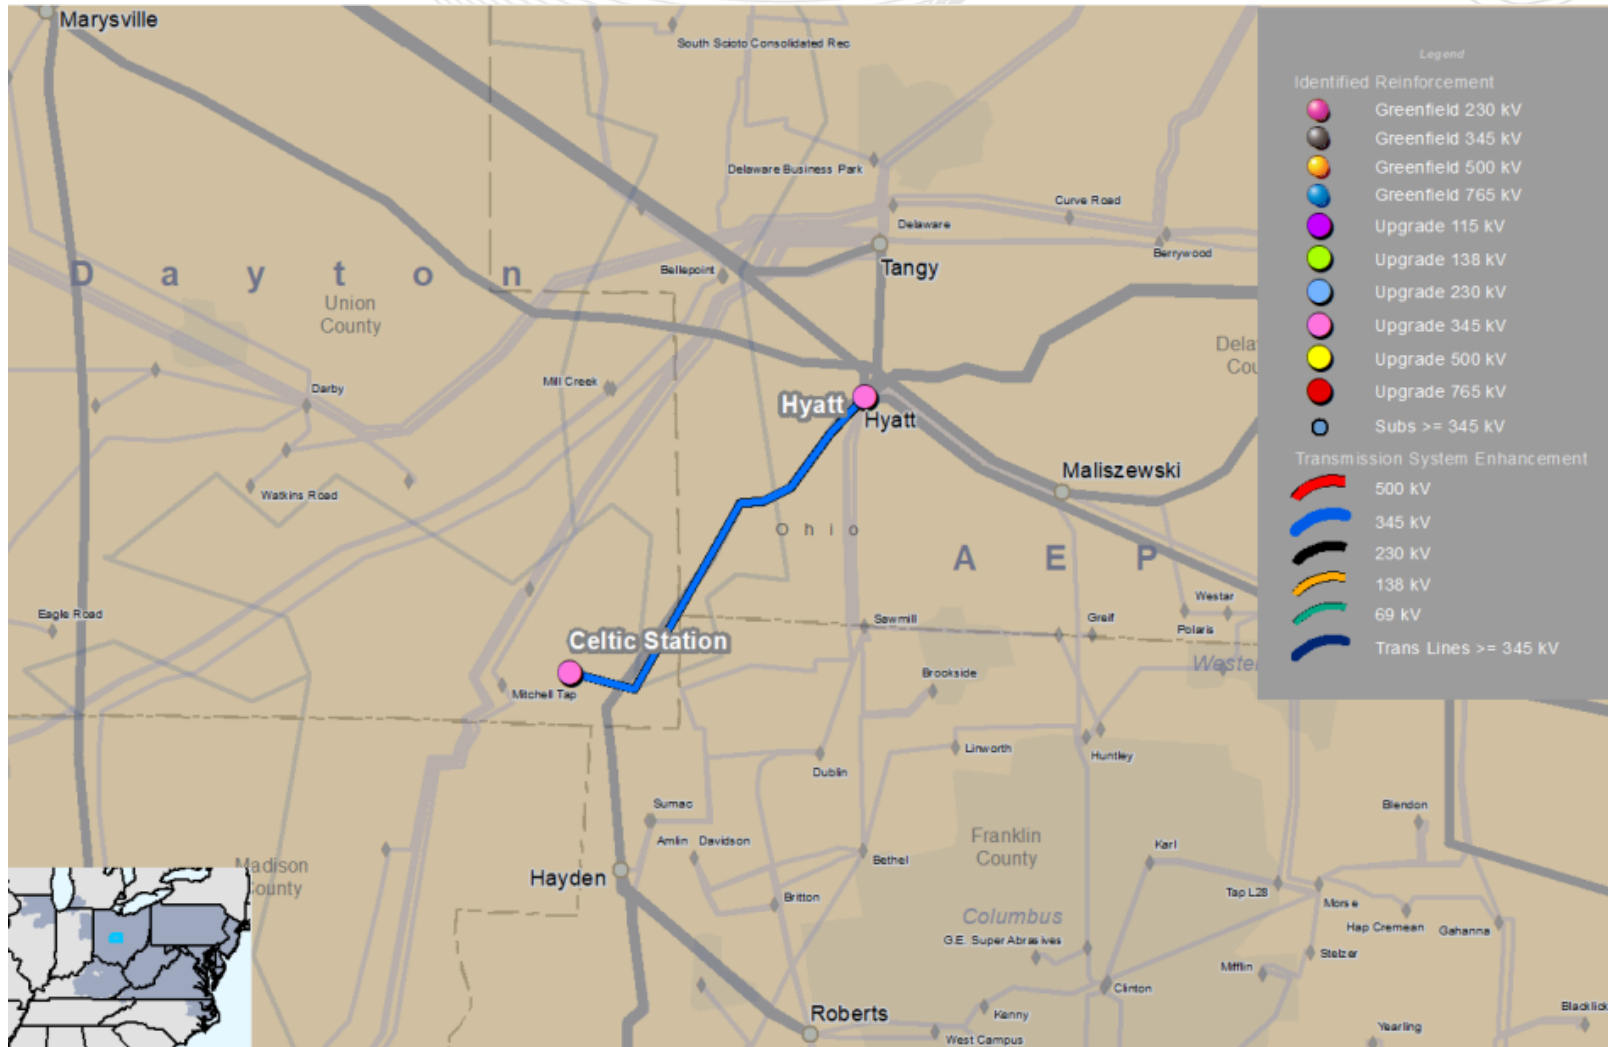 Marysville
South Scioto Consolidated Rec
Delaware Business Park
Curve Road
Delaware
Berrywood
Tangy
Bellepoint
D a y t o n
Union
County
Dela
Cou
Mill Creek
Darby
Hyatt
Hyatt
Maliszewski
Watkins Road
O h i o
A E P
Eagle Road
Sawmill
Greif
Westar
Polaris
Celtic Station
Wester
Brookside
Mitchell Tap
Linworth
Huntley
Dublin
Sumac
Blendon
Amlin
Davidson
Franklin
County
Karl
Madison
County
Bethel
Hayden
Britton
Tap L28
Morse
Hap Cremean
Gahanna
Columbus
G.E. Super Abrasives
Stelzer
Mifflin
Clinton
Roberts
Kenny
West Campus
Blacklick
Yearling
Legend
Identified Reinforcement
Greenfield 230 kV
Greenfield 345 kV
Greenfield 500 kV
Greenfield 765 kV
Upgrade 115 kV
Upgrade 138 kV
Upgrade 230 kV
Upgrade 345 kV
Upgrade 500 kV
Upgrade 765 kV
Subs >= 345 kV
Transmission System Enhancement
500 kV
345 kV
230 kV
138 kV
69 kV
Trans Lines >= 345 kV